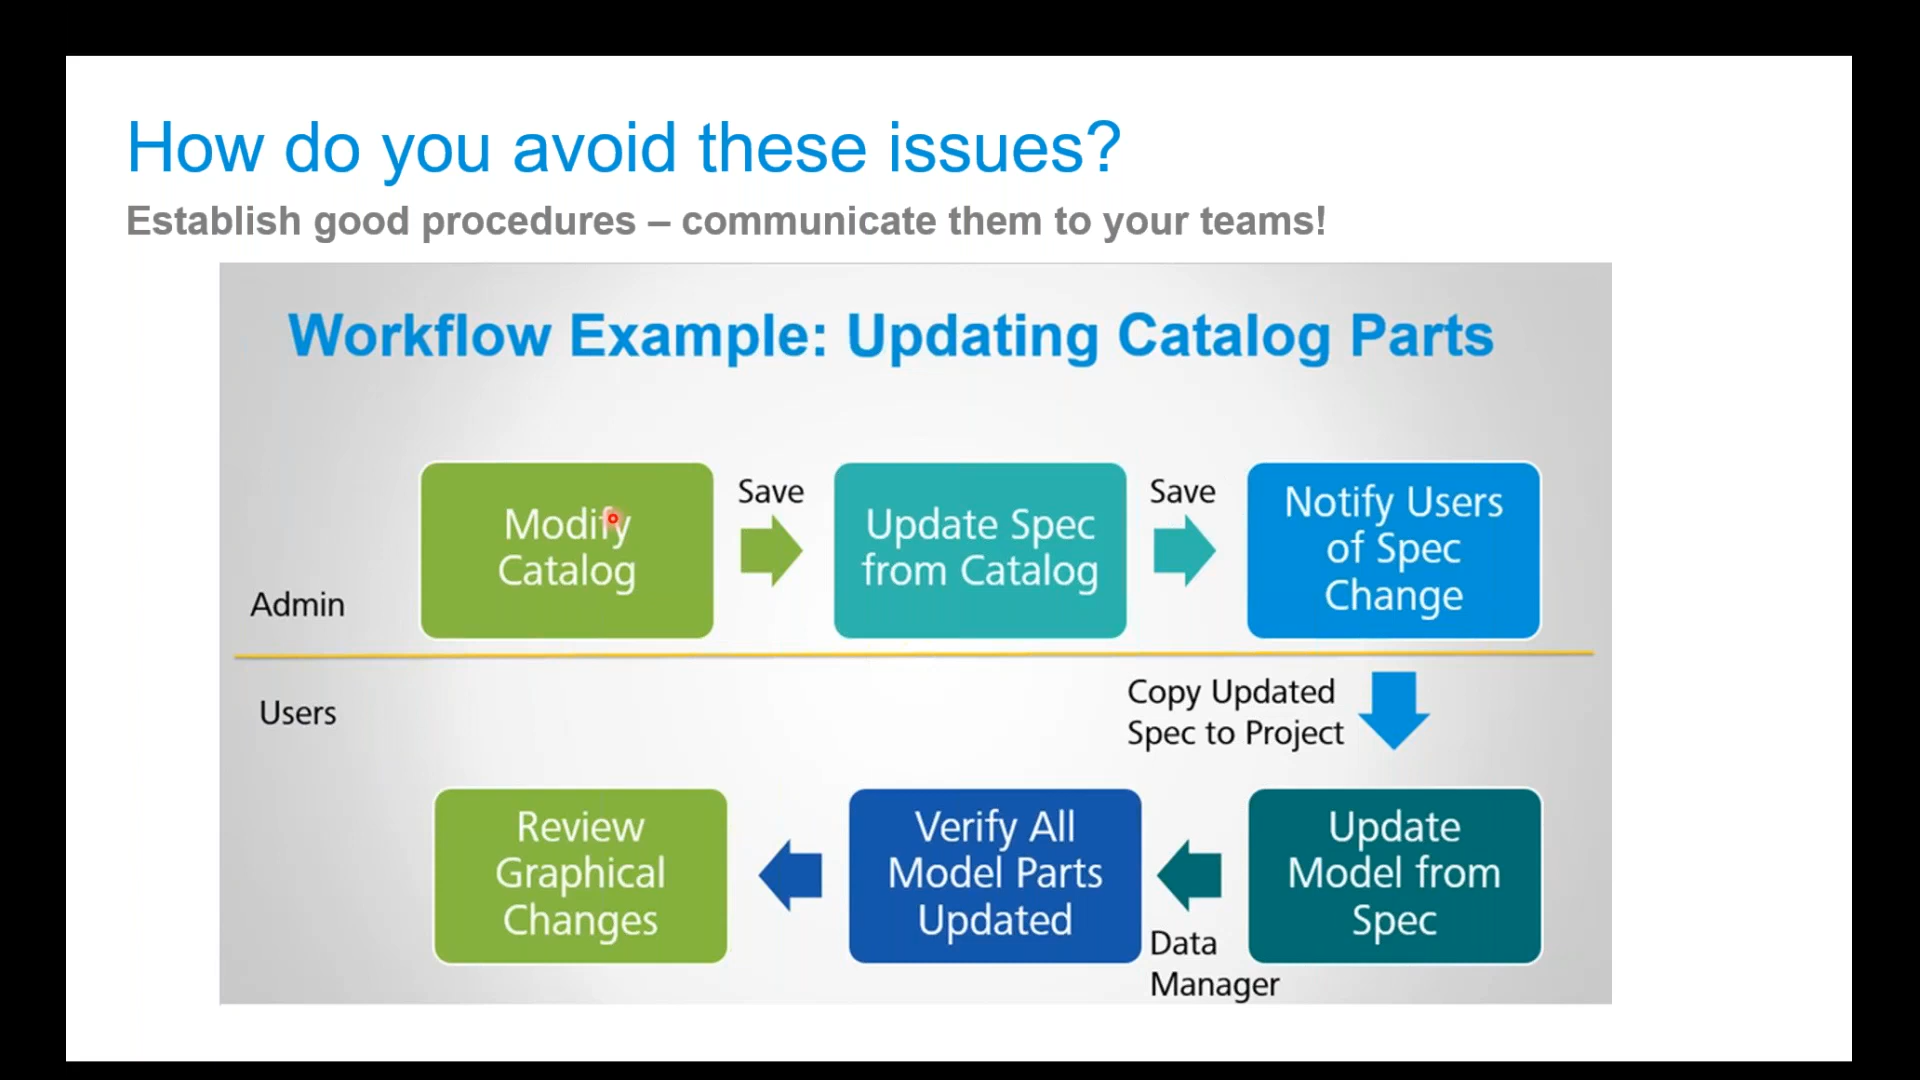 How do you avoid these issues?
Establish good procedures – communicate them to your teams!
Workflow Example: Updating Catalog Parts
Admin
Modify
Catalog
Save
Update Spec
from Catalog
Save
Notify Users
of Spec
Change
Users
Copy Updated
Spec to Project
Update
Model from
Spec
Data
Manager
Verify All
Model Parts
Updated
Review
Graphical
Changes